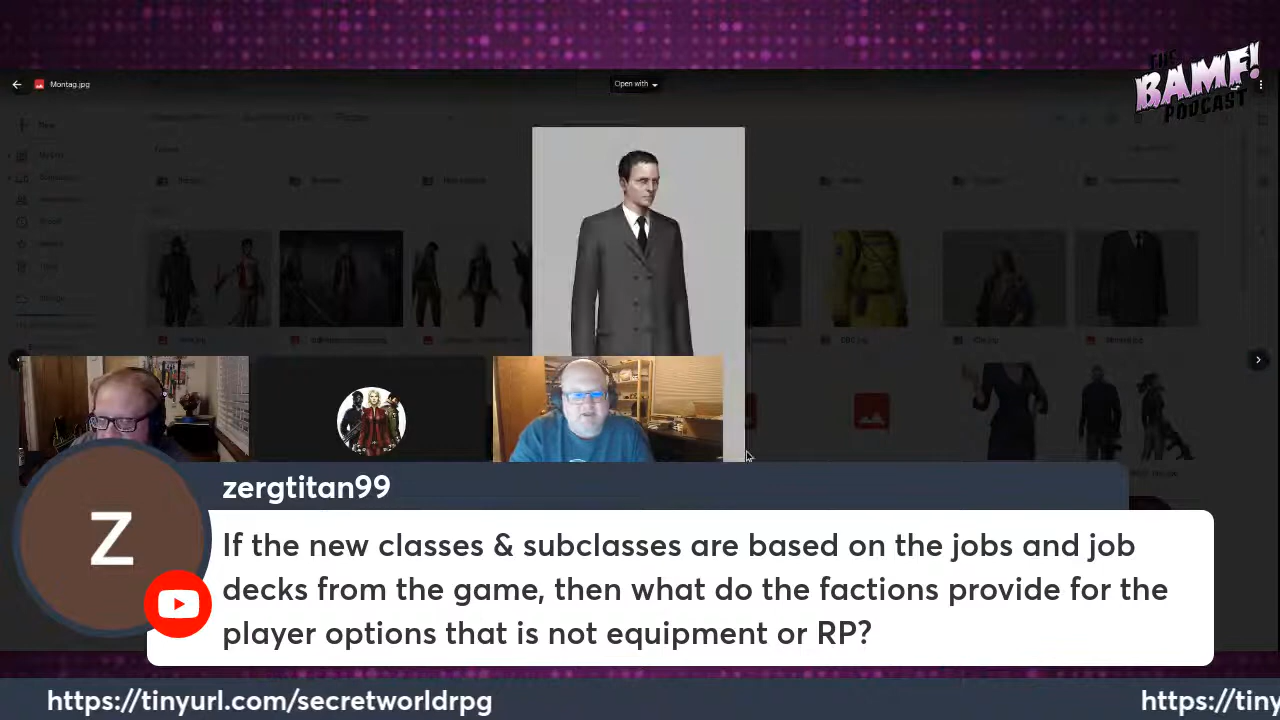 Montag.jpg
Open with
THE
BAMF!
PODCAST
Z
zergtitan99
If the new classes & subclasses are based on the jobs and job
decks from the game, then what do the factions provide for the
player options that is not equipment or RP?
https://tinyurl.com/secretworldrpg
https://tiny